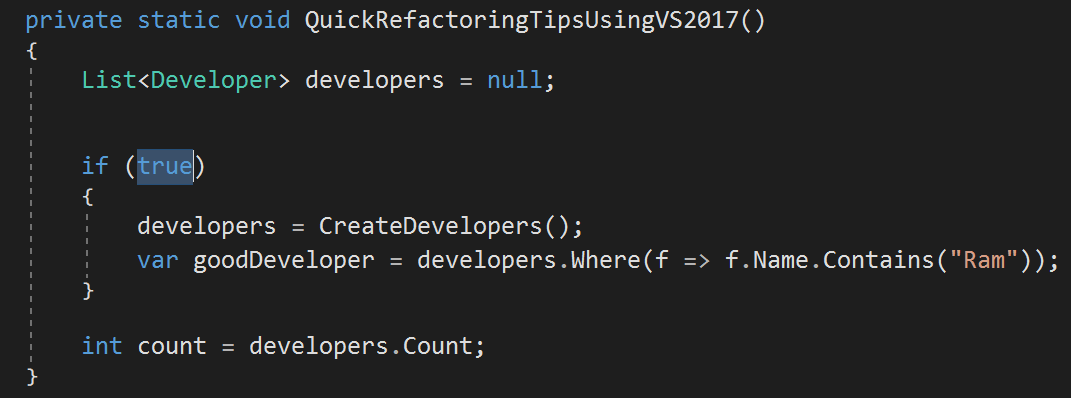 private static void QuickRefactoringTipsUsingVS2017()
{
List<Developer> developers = null;
if (true)
{
developers = CreateDevelopers();
var goodDeveloper = developers.Where(f => f.Name.Contains("Ram"));
}
int count = developers.Count;
}